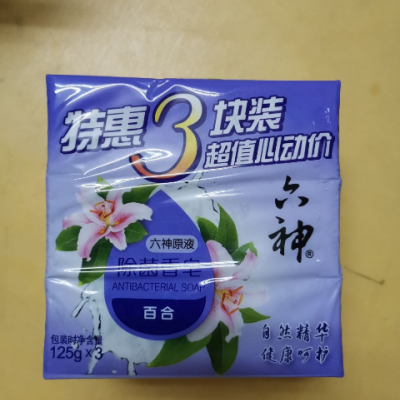 特惠3块装
超值心动价
六神®
六神原液
除菌香皂
ANTIBACTERIAL SOAP
百合
包装时净含量
125g×3
自然精华
健康呵护